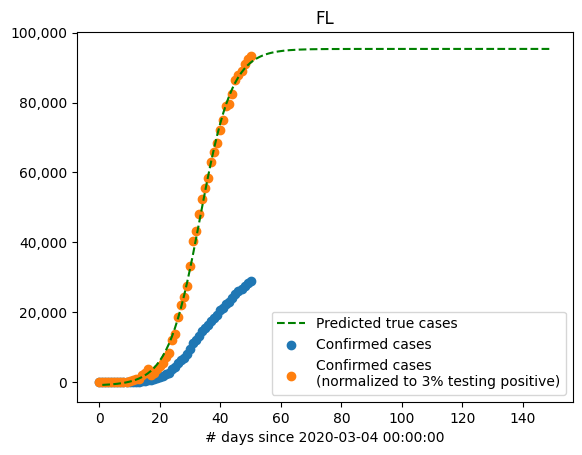 FL
100,000
80,000
60,000
40,000
20,000
0
0 20 40 60 80 100 120 140
# days since 2020-03-04 00:00:00
Predicted true cases
Confirmed cases
Confirmed cases
(normalized to 3% testing positive)